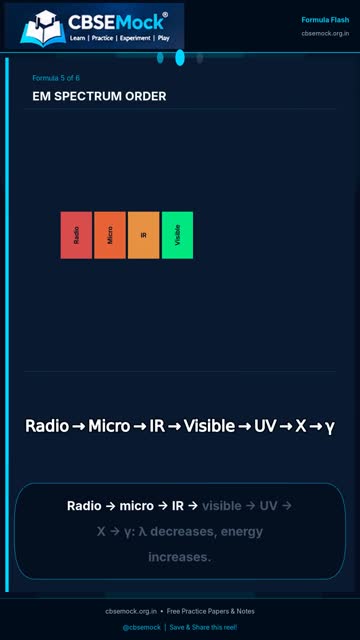 CBSEMock®
Learn | Practice | Experiment | Play
Formula Flash
cbsemock.org.in
Formula 5 of 6
EM SPECTRUM ORDER
Radio
Micro
IR
Visible
Radio → Micro → IR → Visible → UV → X → γ
Radio → micro → IR → visible → UV →
X → γ: λ decreases, energy
increases.
cbsemock.org.in • Free Practice Papers & Notes
@cbsemock | Save & Share this reel!